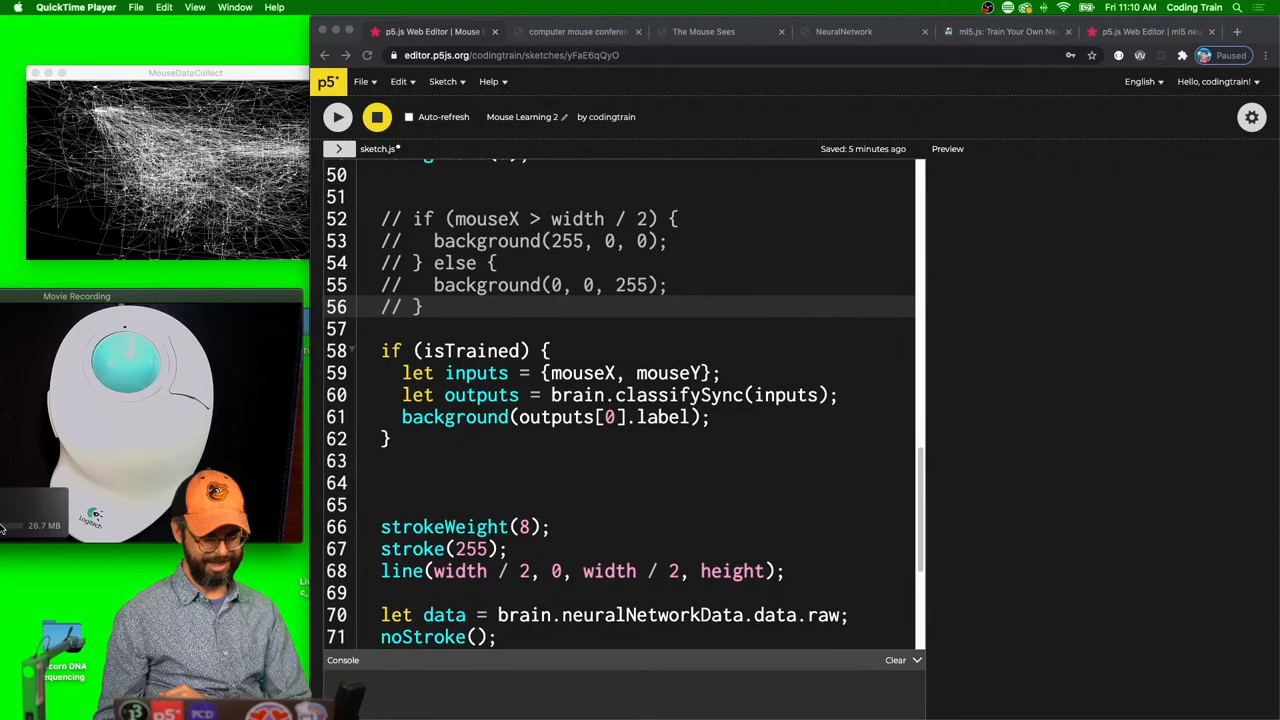 QuickTime Player File Edit View Window Help
Fri 11:10 AM Coding Train
p5.js Web Editor | Mouse L
computer mouse conferen
The Mouse Sees
NeuralNetwork
ml5.js: Train Your Own Ne
p5.js Web Editor | ml5 neu
editor.p5js.org/codingtrain/sketches/yFaE6qQyO
Paused
MouseDataCollect
p5* File Edit Sketch Help
English Hello, codingtrain!
Auto-refresh Mouse Learning 2 by codingtrain
sketch.js• Saved: 5 minutes ago Preview
50
51
52 // if (mouseX > width / 2) {
53 // background(255, 0, 0);
54 // } else {
55 // background(0, 0, 255);
56 // }
57
58 if (isTrained) {
59 let inputs = {mouseX, mouseY};
60 let outputs = brain.classifySync(inputs);
61 background(outputs[0].label);
62 }
63
64
65
66 strokeWeight(8);
67 stroke(255);
68 line(width / 2, 0, width / 2, height);
69
70 let data = brain.neuralNetworkData.data.raw;
71 noStroke();
Console Clear
Movie Recording
Logitech
26.7 MB
corn DNA
equencing
p5*